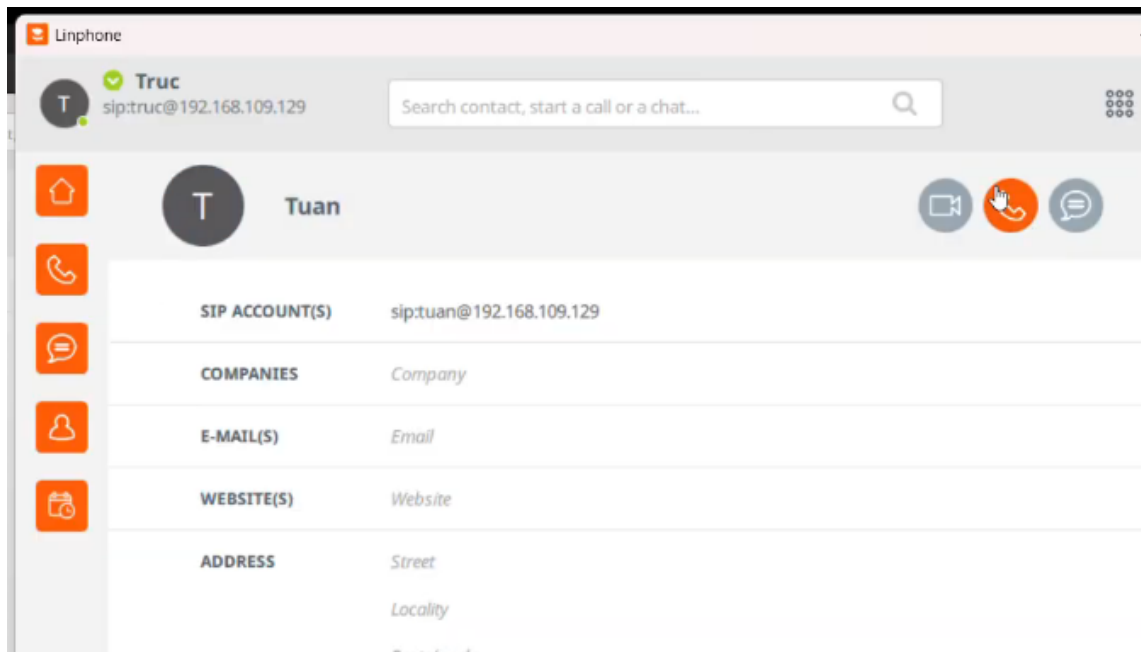 Linphone
Truc
sip:truc@192.168.109.129
Search contact, start a call or a chat...
T
T
Tuan
SIP ACCOUNT(S) sip:tuan@192.168.109.129
COMPANIES Company
E-MAIL(S) Email
WEBSITE(S) Website
ADDRESS Street
Locality